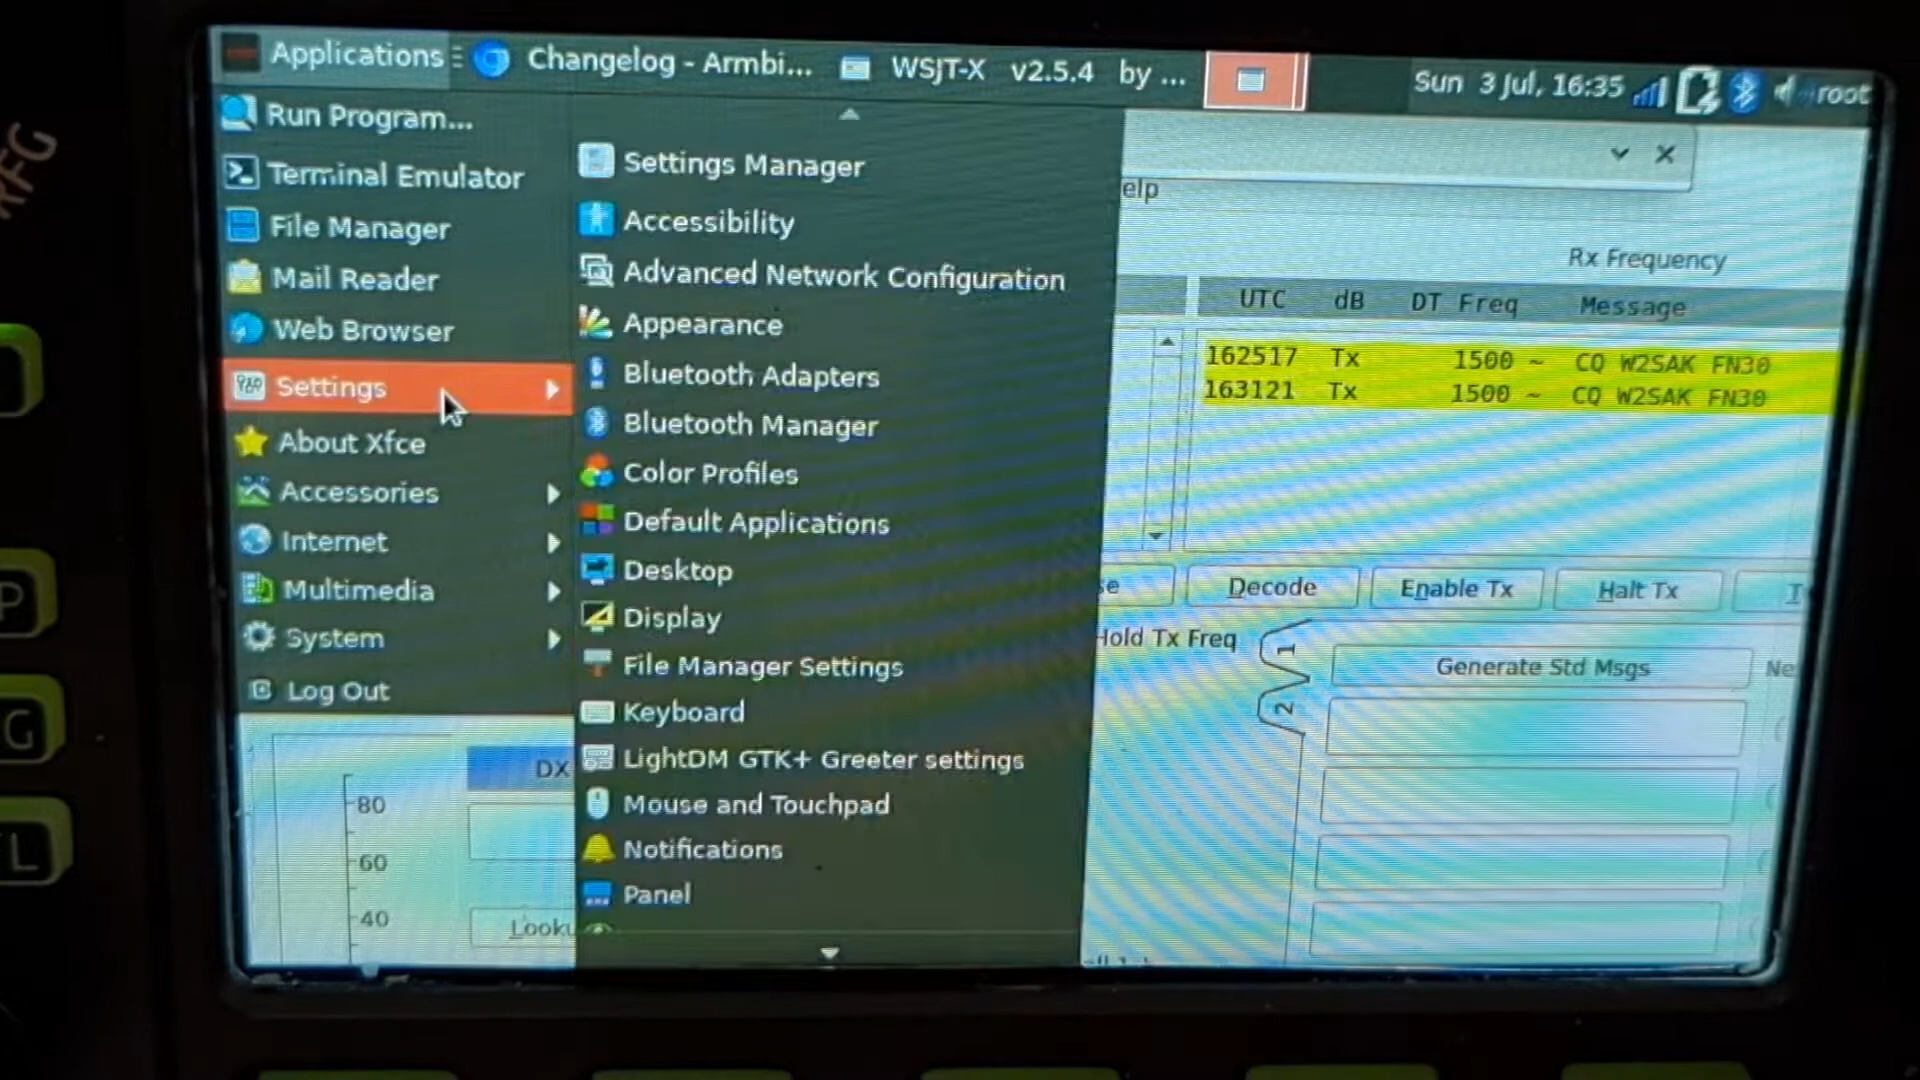 Applications
Changelog - Armbi...
WSJT-X v2.5.4 by ...
Sun 3 Jul, 16:35
root
Run Program...
Terminal Emulator
File Manager
Mail Reader
Web Browser
Settings
About Xfce
Accessories
Internet
Multimedia
System
Log Out
Settings Manager
Accessibility
Advanced Network Configuration
Appearance
Bluetooth Adapters
Bluetooth Manager
Color Profiles
Default Applications
Desktop
Display
File Manager Settings
Keyboard
LightDM GTK+ Greeter settings
Mouse and Touchpad
Notifications
Panel
elp
Rx Frequency
UTC dB DT Freq Message
162517 Tx 1500 ~ CQ W2SAK FN30
163121 Tx 1500 ~ CQ W2SAK FN30
Decode
Enable Tx
Halt Tx
Hold Tx Freq
1
2
Generate Std Msgs
Ne
DX
80
60
40
Looku
RFG
P
G
L